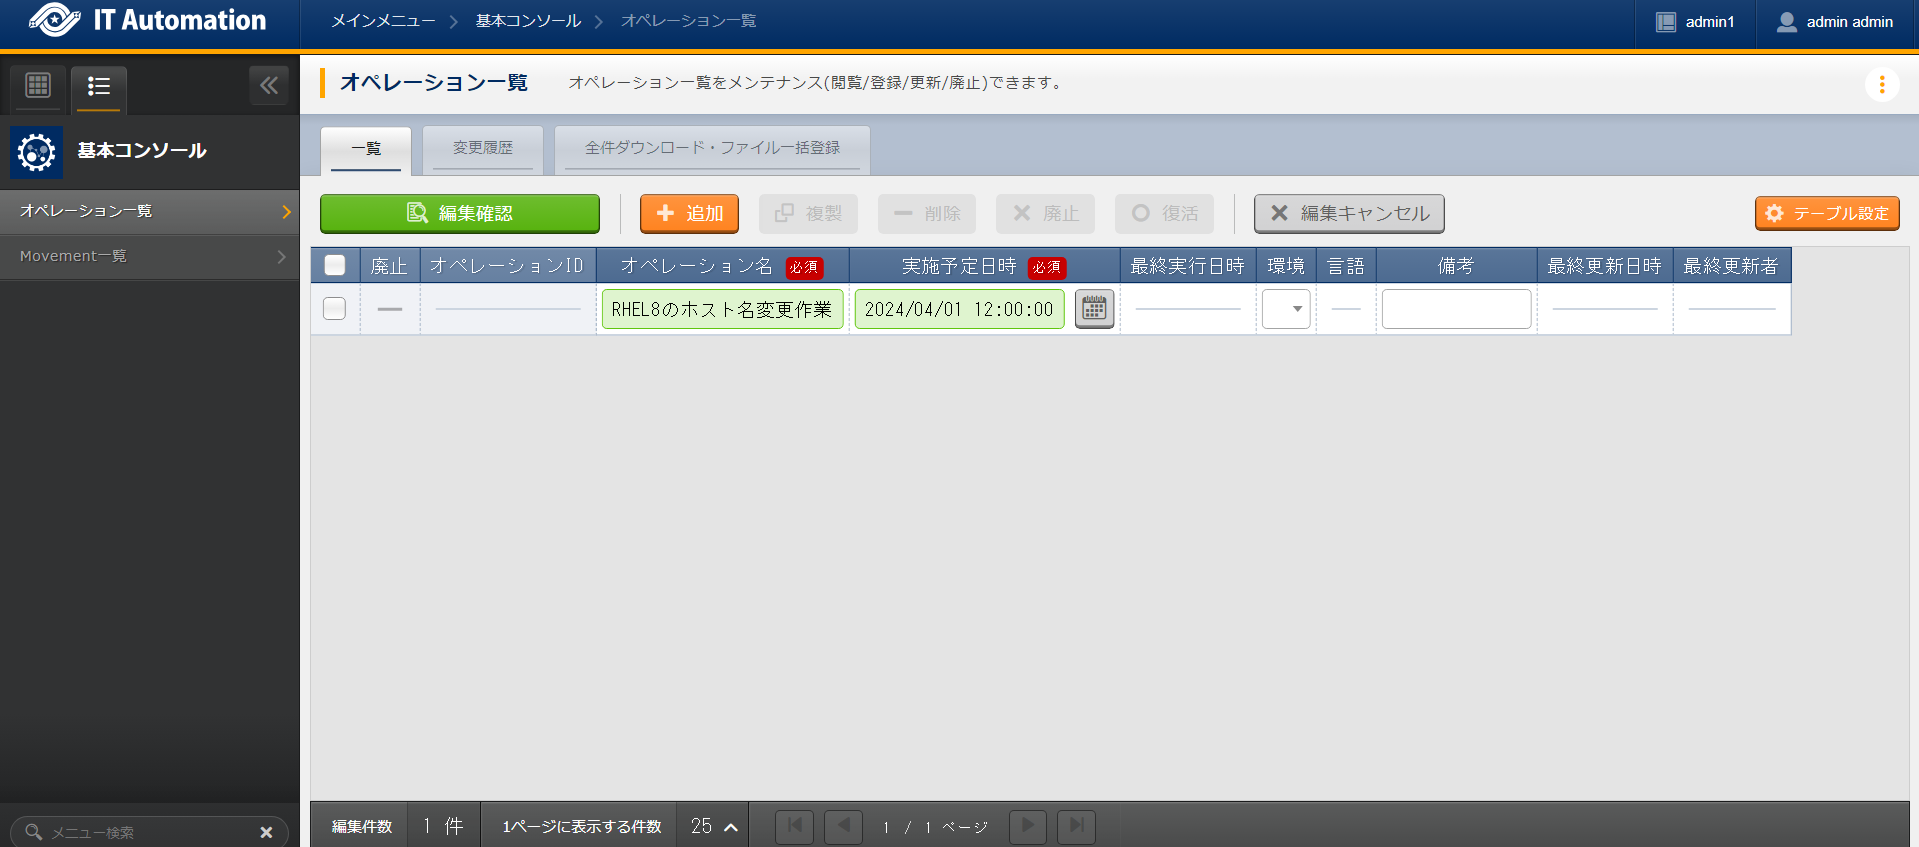 IT Automation
メインメニュー 基本コンソール オペレーション一覧
admin1
admin admin
オペレーション一覧
オペレーション一覧をメンテナンス(閲覧/登録/更新/廃止)できます。
基本コンソール
オペレーション一覧
Movement一覧
一覧
変更履歴
全件ダウンロード・ファイル一括登録
編集確認
追加
複製
削除
廃止
復活
編集キャンセル
テーブル設定
廃止 オペレーションID オペレーション名 必須 実施予定日時 必須 最終実行日時 環境 言語 備考 最終更新日時 最終更新者
RHEL8のホスト名変更作業 2024/04/01 12:00:00
メニュー検索
編集件数 1 件 1ページに表示する件数 25 1 / 1 ページ